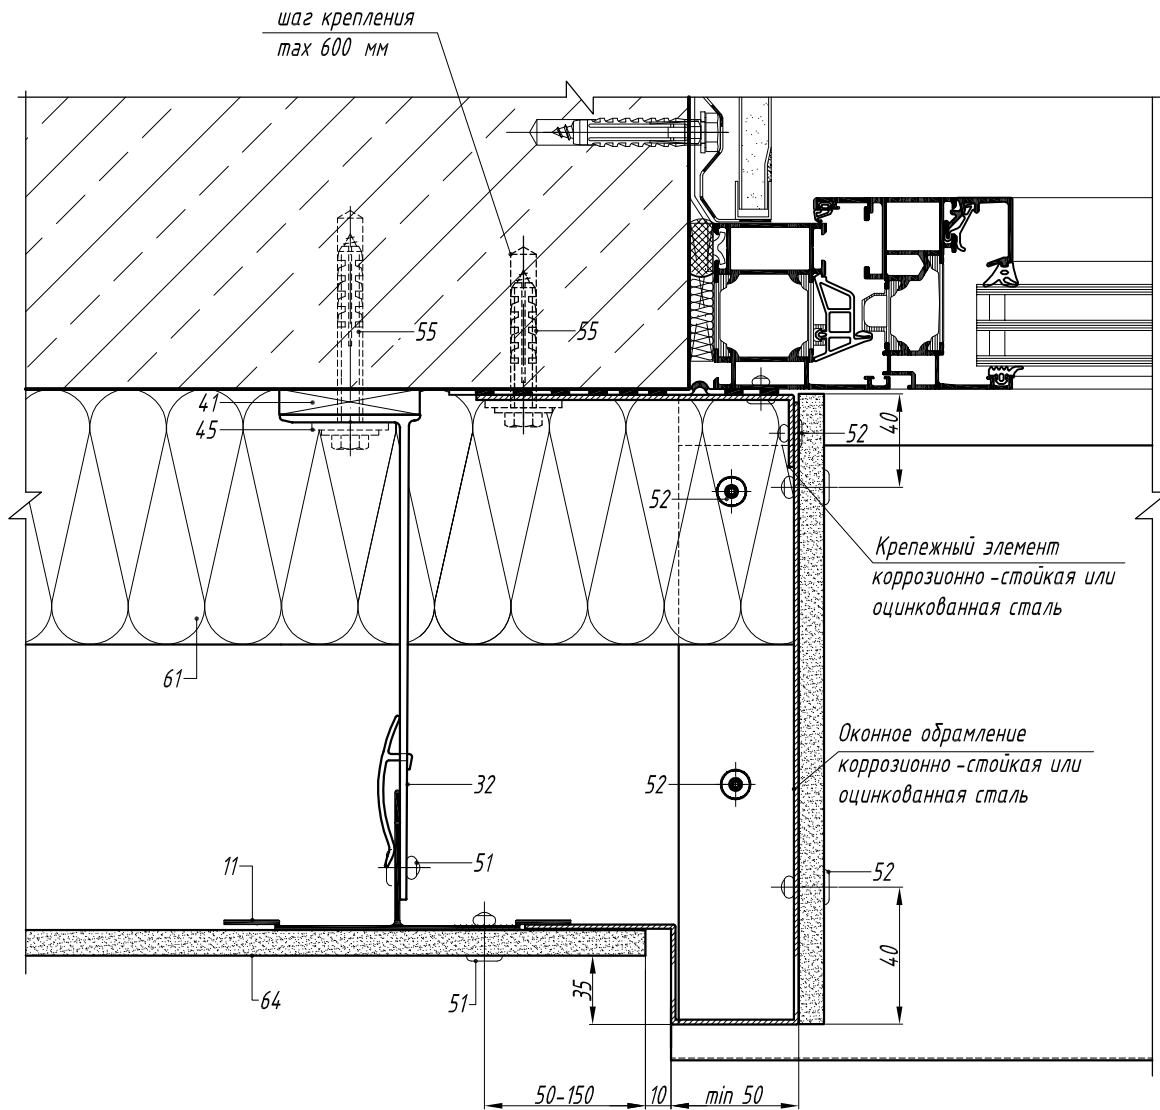 шаг крепления
max 600 мм
55
55
41
45
52
40
52
Крепежный элемент
коррозионно-стойкая или
оцинкованная сталь
61
Оконное обрамление
коррозионно-стойкая или
оцинкованная сталь
32
52
11
51
52
40
64
51
35
50-150
10
min 50